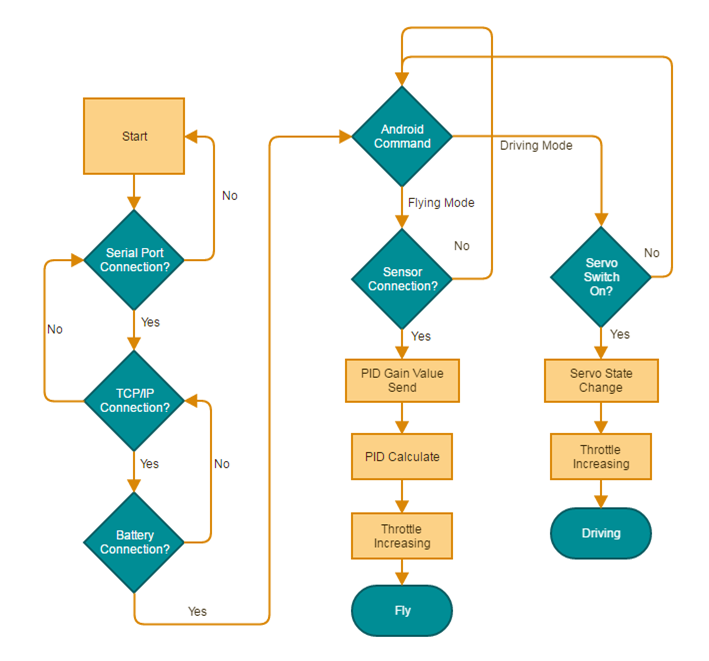 Start
No
Serial Port
Connection?
Yes
No
TCP/IP
Connection?
Yes
No
Battery
Connection?
Yes
Android
Command
Driving Mode
Flying Mode
No
Sensor
Connection?
Yes
PID Gain Value
Send
PID Calculate
Throttle
Increasing
Fly
No
Servo
Switch
On?
Yes
Servo State
Change
Throttle
Increasing
Driving